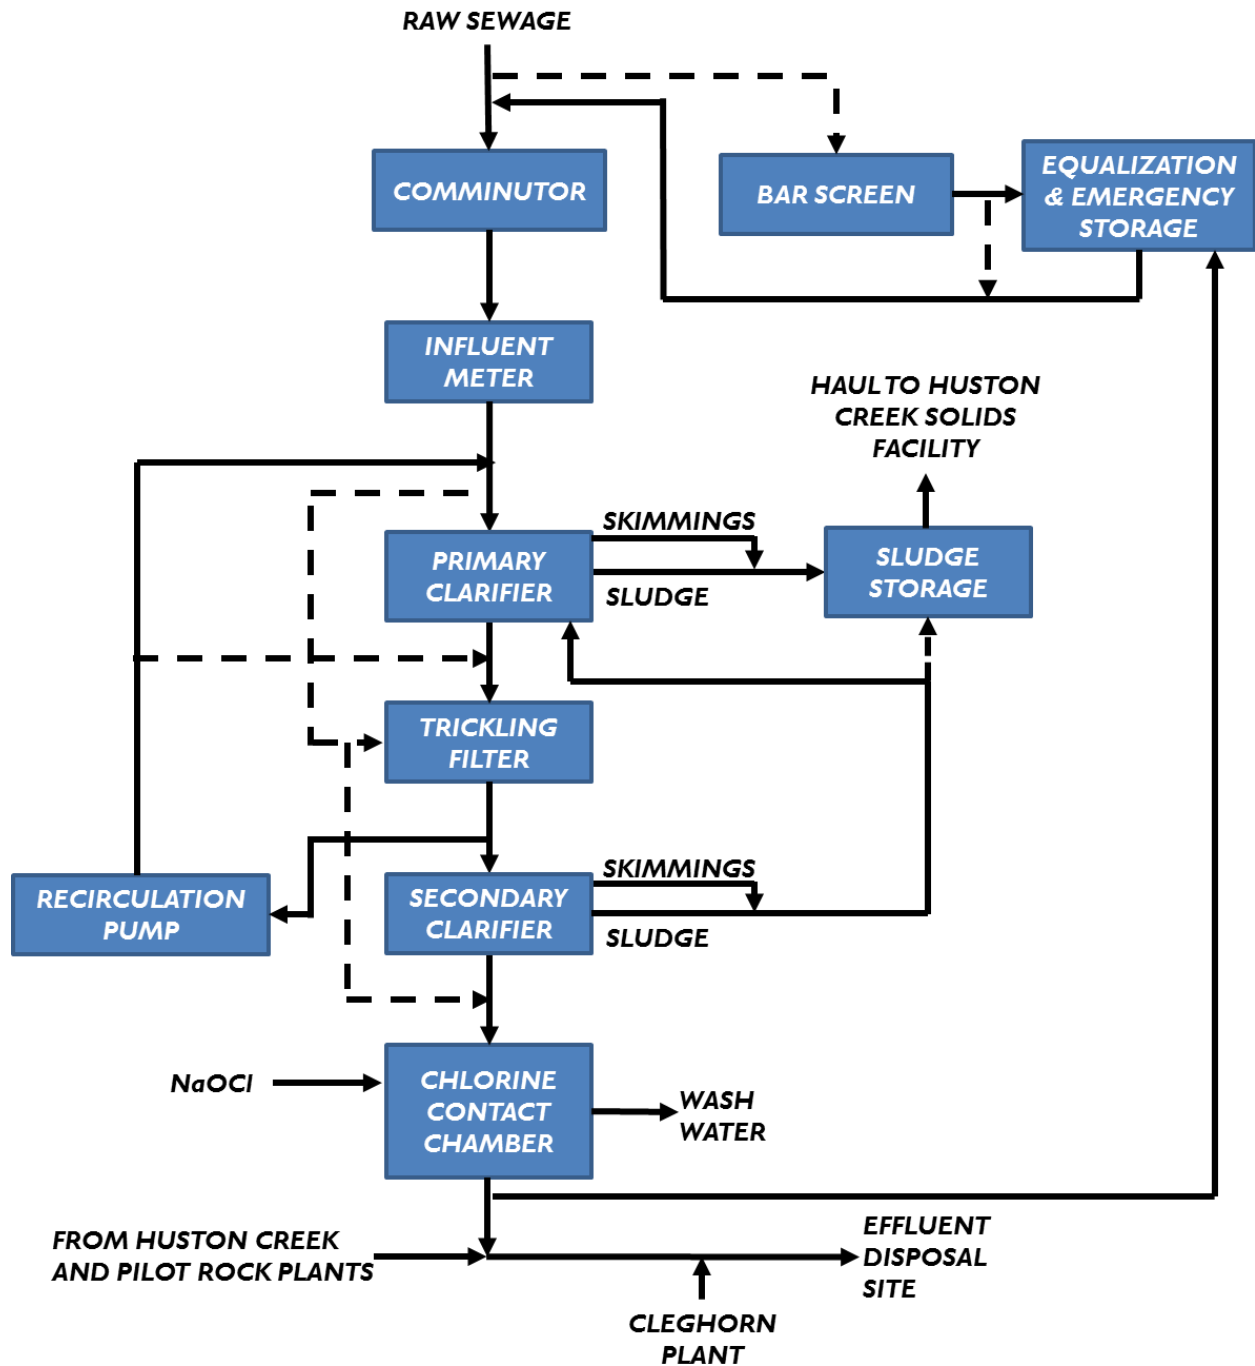 RAW SEWAGE
COMMINUTOR
BAR SCREEN
EQUALIZATION
& EMERGENCY
STORAGE
INFLUENT
METER
HAUL TO HUSTON
CREEK SOLIDS
FACILITY
SKIMMINGS
PRIMARY
CLARIFIER
SLUDGE
SLUDGE
STORAGE
TRICKLING
FILTER
SKIMMINGS
RECIRCULATION
PUMP
SECONDARY
CLARIFIER
SLUDGE
NaOCl
CHLORINE
CONTACT
CHAMBER
WASH
WATER
FROM HUSTON CREEK
AND PILOT ROCK PLANTS
EFFLUENT
DISPOSAL
SITE
CLEGHORN
PLANT